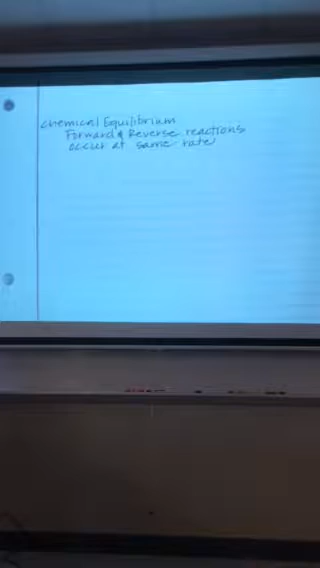 Chemical Equilibrium
Forward & Reverse reactions
occur at same rate